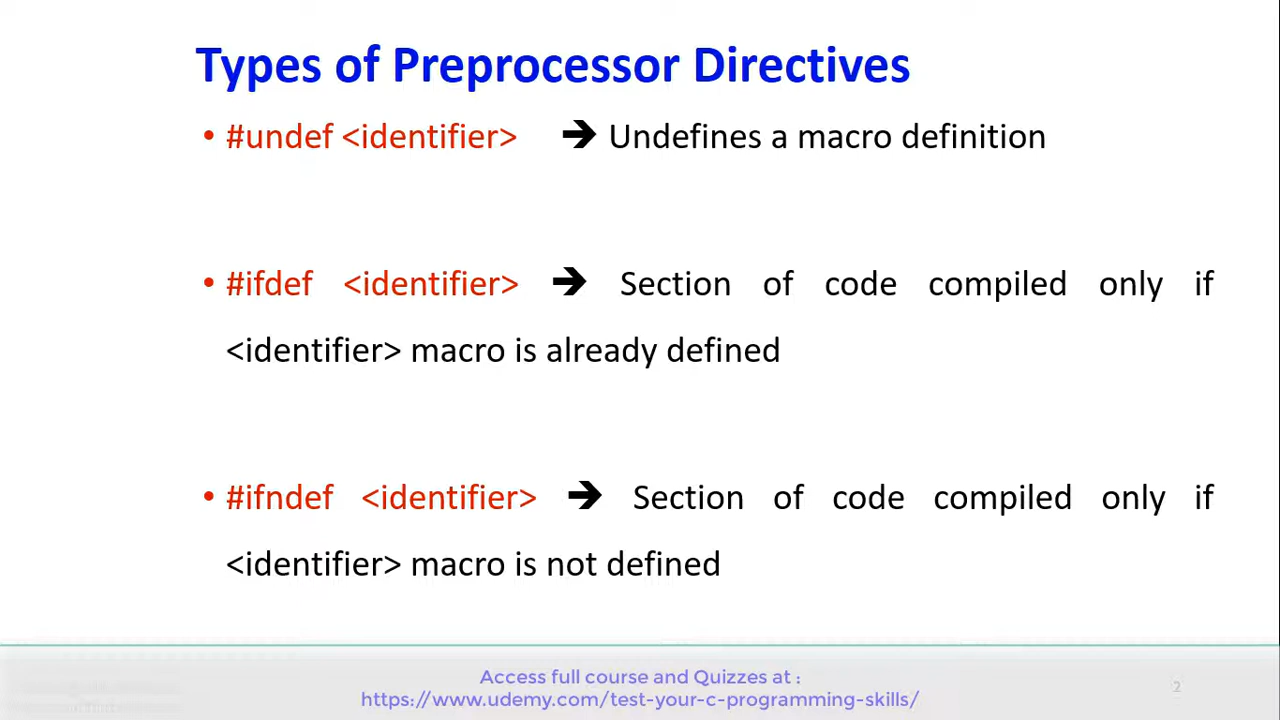 Types of Preprocessor Directives
• #undef <identifier> ➔ Undefines a macro definition
• #ifdef <identifier> ➔ Section of code compiled only if
<identifier> macro is already defined
• #ifndef <identifier> ➔ Section of code compiled only if
<identifier> macro is not defined
Access full course and Quizzes at :
https://www.udemy.com/test-your-c-programming-skills/
2